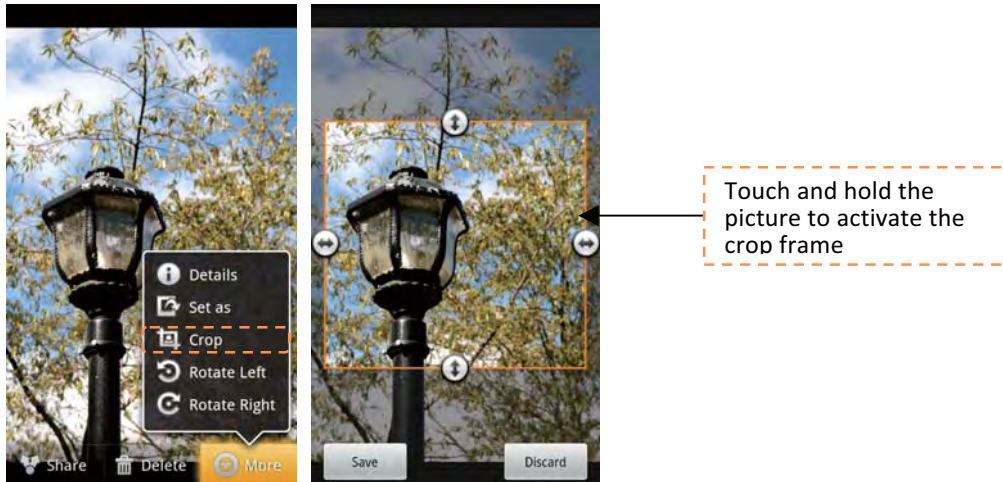 Details
Set as
Crop
Rotate Left
Rotate Right
Share Delete More
Save Discard
Touch and hold the
picture to activate the
crop frame